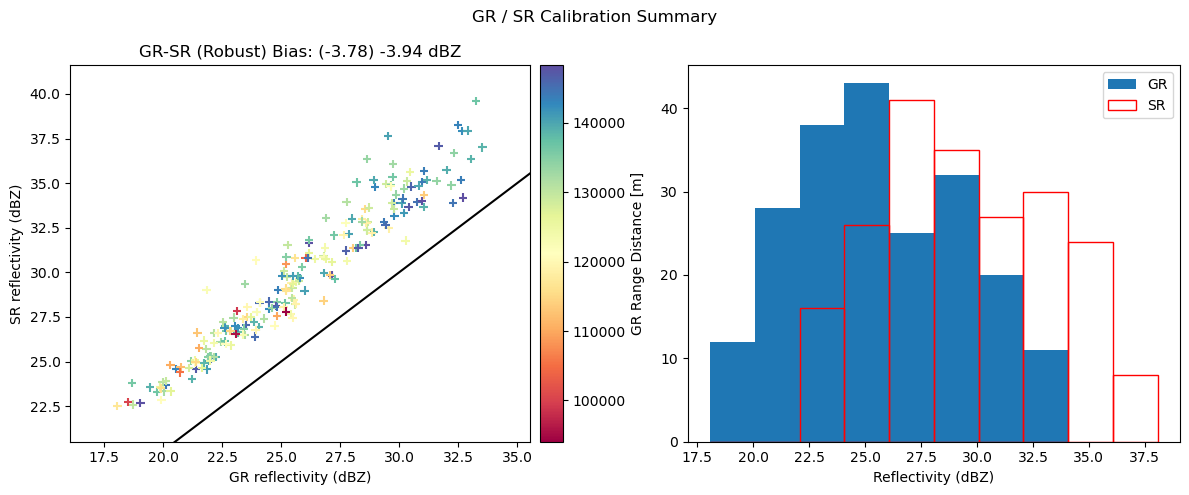 GR / SR Calibration Summary
GR-SR (Robust) Bias: (-3.78) -3.94 dBZ
SR reflectivity (dBZ)
40.0
37.5
35.0
32.5
30.0
27.5
25.0
22.5
17.5 20.0 22.5 25.0 27.5 30.0 32.5 35.0
GR reflectivity (dBZ)
140000
130000
120000
110000
100000
GR Range Distance [m]
GR
SR
40
30
20
10
0
17.5 20.0 22.5 25.0 27.5 30.0 32.5 35.0 37.5
Reflectivity (dBZ)